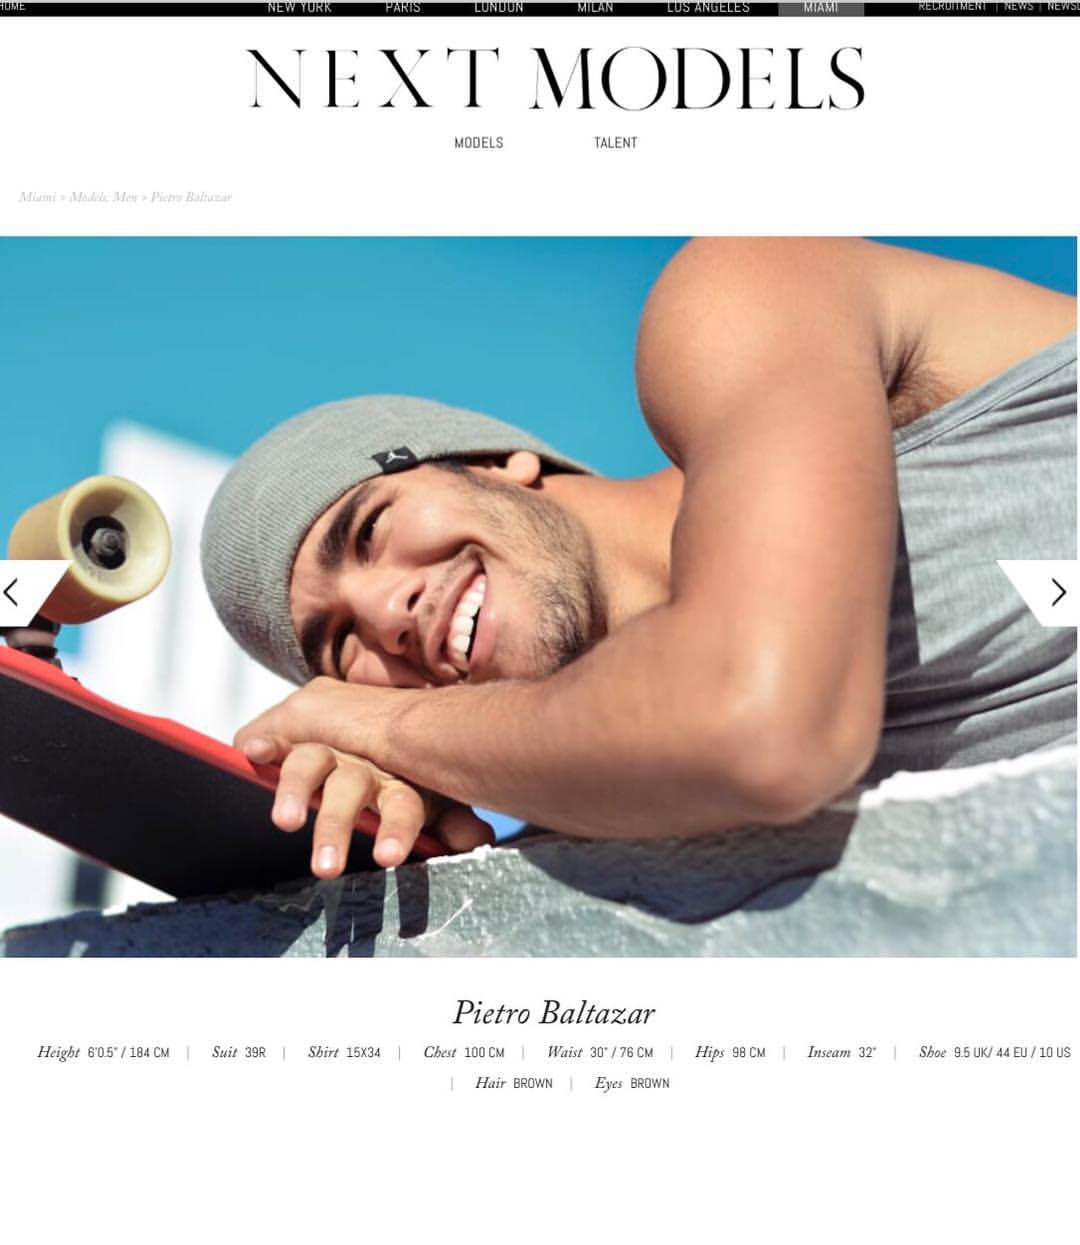 HOME NEW YORK PARIS LONDON MILAN LOS ANGELES MIAMI RECRUITMENT | NEWS |
NEXT MODELS
MODELS TALENT
Miami » Models: Men > Pietro Baltazar
Pietro Baltazar
Height 6'0.5" / 184 CM | Suit 39R | Shirt 15X34 | Chest 100 CM | Waist 30" / 76 CM | Hips 98 CM | Inseam 32" | Shoe 9.5 UK/ 44 EU / 10 US
| Hair BROWN | Eyes BROWN